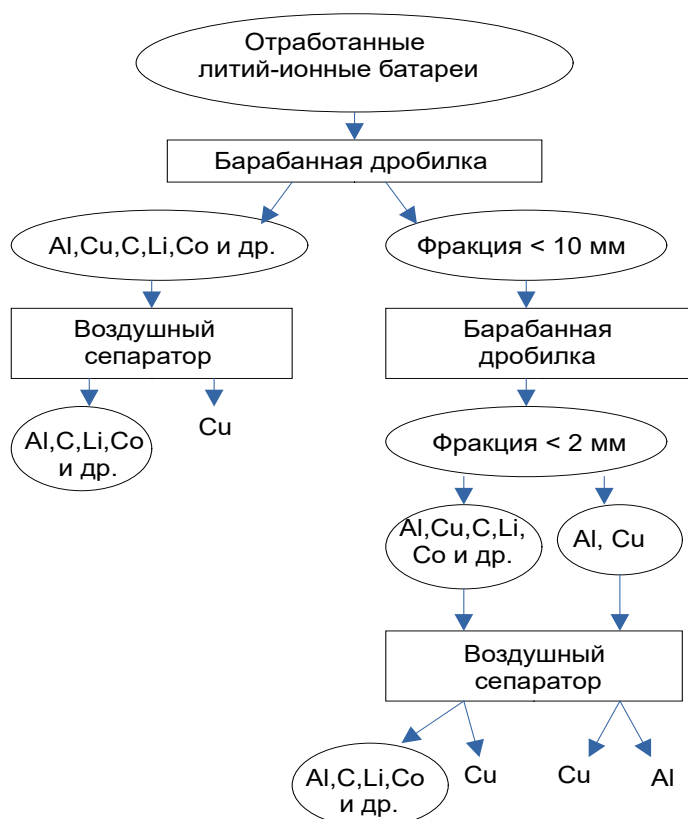 Отработанные
литий-ионные батареи
Барабанная дробилка
Al,Cu,C,Li,Co и др.
Фракция < 10 мм
Воздушный
сепаратор
Барабанная
дробилка
Al,C,Li,Co
и др.
Cu
Фракция < 2 мм
Al,Cu,C,Li,
Co и др.
Al, Cu
Воздушный
сепаратор
Al,C,Li,Co
и др.
Cu
Cu
Al